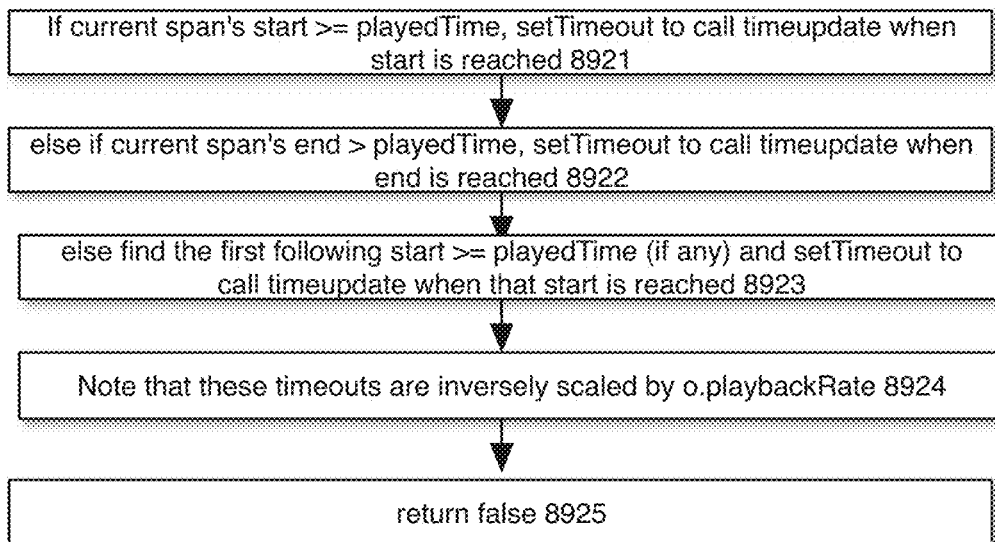 If current span's start >= playedTime, setTimeout to call timeupdate when
start is reached 8921
else if current span's end > playedTime, setTimeout to call timeupdate when
end is reached 8922
else find the first following start >= playedTime (if any) and setTimeout to
call timeupdate when that start is reached 8923
Note that these timeouts are inversely scaled by o.playbackRate 8924
return false 8925